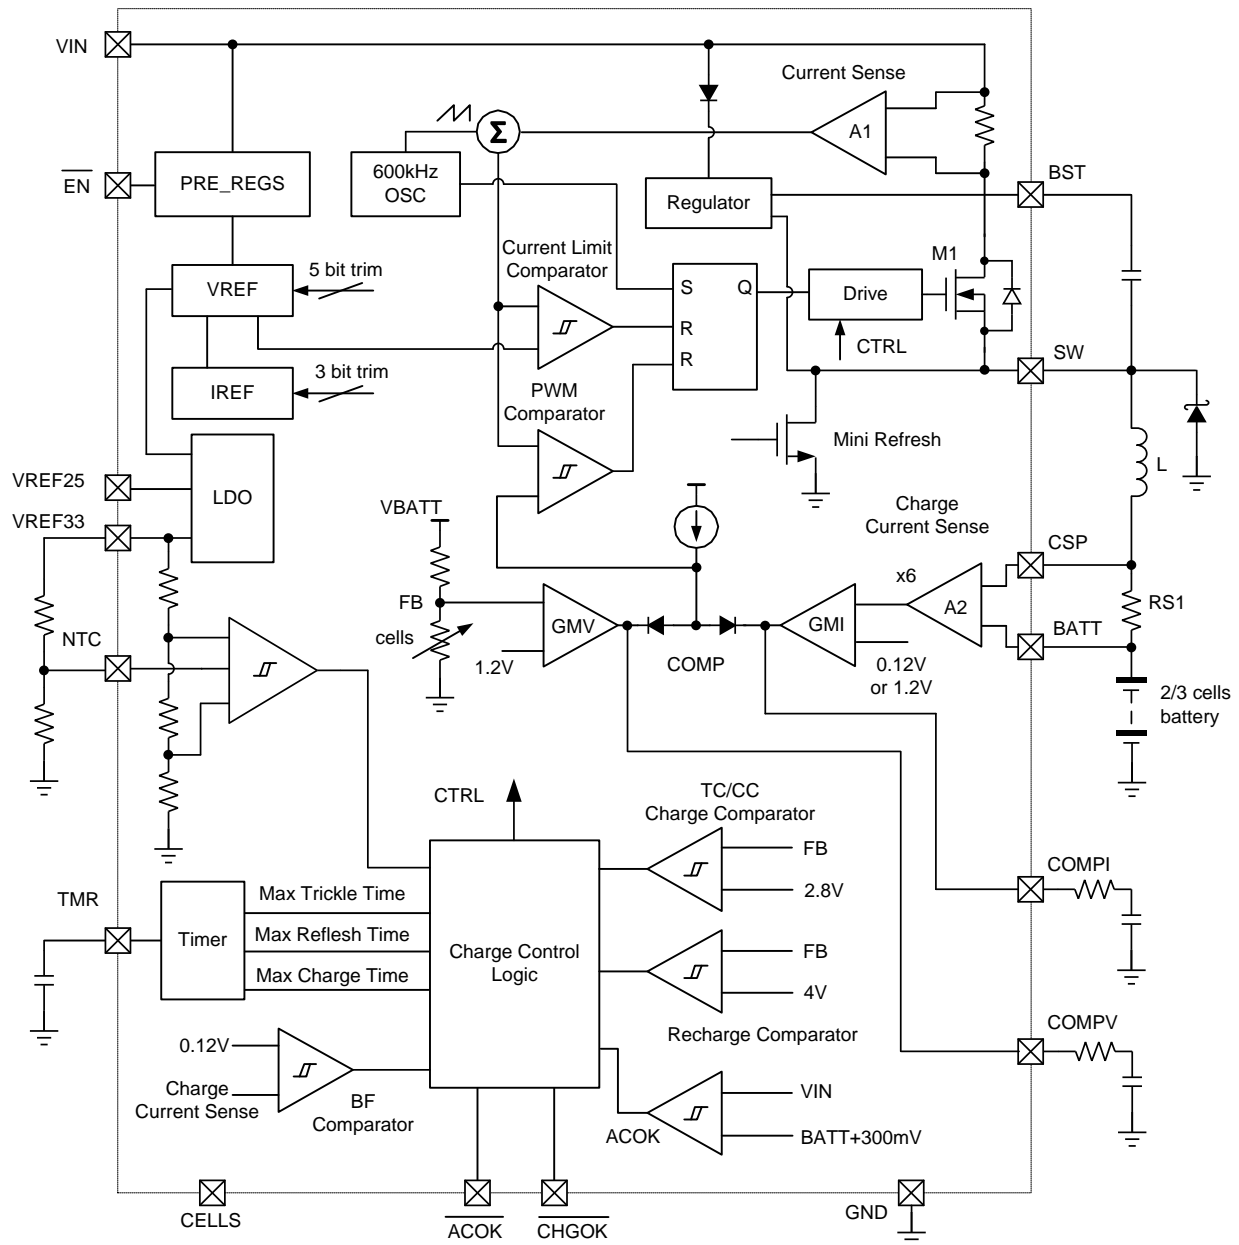 VIN
Current Sense
A1
Σ
600kHz
OSC
EN
PRE_REGS
BST
Regulator
Current Limit
Comparator
M1
5 bit trim
VREF
S
Q
R
R
Drive
CTRL
SW
3 bit trim
IREF
PWM
Comparator
Mini Refresh
L
VREF25
LDO
VREF33
VBATT
Charge
Current Sense
CSP
x6
A2
RS1
FB
cells
GMV
GMI
NTC
BATT
1.2V
COMP
0.12V
or 1.2V
2/3 cells
battery
CTRL
TC/CC
Charge Comparator
FB
2.8V
COMPI
TMR
Timer
Max Trickle Time
Max Reflesh Time
Max Charge Time
Charge Control
Logic
FB
4V
Recharge Comparator
COMPV
0.12V
Charge
Current Sense
BF
Comparator
VIN
ACOK
BATT+300mV
CELLS
ACOK
CHGOK
GND